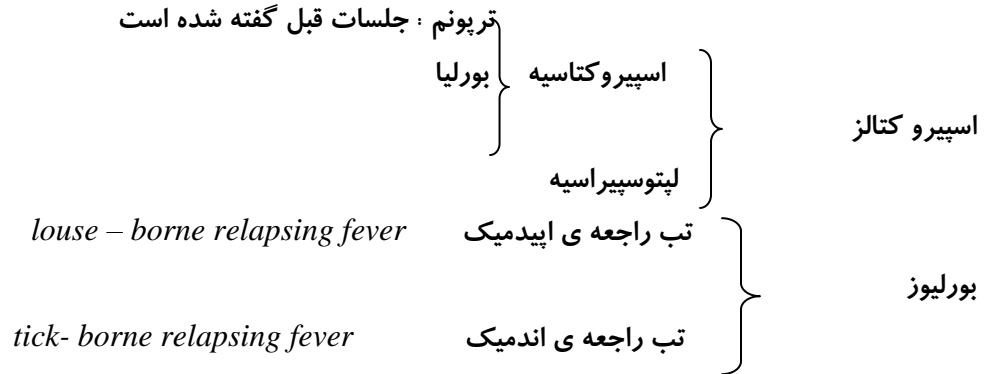 ترپونم : جلسات قبل گفته شده است
اسپیروکتاسیه بورلیا
اسپیرو کتالز
لپتوسپیراسیه
تب راجعه ی اپیدمیک louse – borne relapsing fever
بورلیوز
تب راجعه ی اندمیک tick- borne relapsing fever